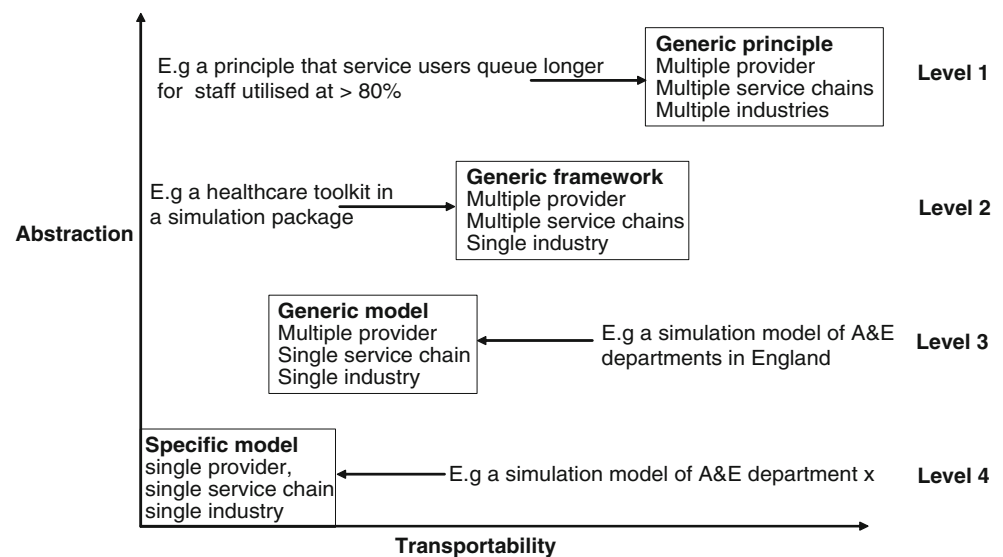 Generic principle
Multiple provider
Multiple service chains
Multiple industries
E.g a principle that service users queue longer
for staff utilised at > 80%
Level 1
Generic framework
Multiple provider
Multiple service chains
Single industry
E.g a healthcare toolkit in
a simulation package
Level 2
Abstraction
Generic model
Multiple provider
Single service chain
Single industry
E.g a simulation model of A&E
departments in England
Level 3
Specific model
single provider,
single service chain
single industry
E.g a simulation model of A&E department x
Level 4
Transportability